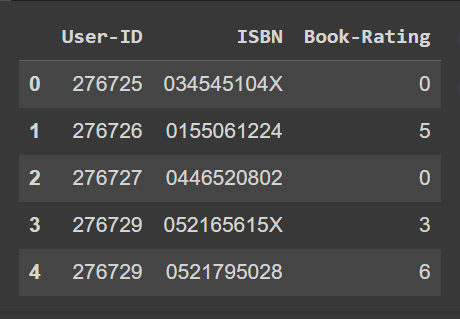 User-ID ISBN Book-Rating
0 276725 034545104X 0
1 276726 0155061224 5
2 276727 0446520802 0
3 276729 052165615X 3
4 276729 0521795028 6